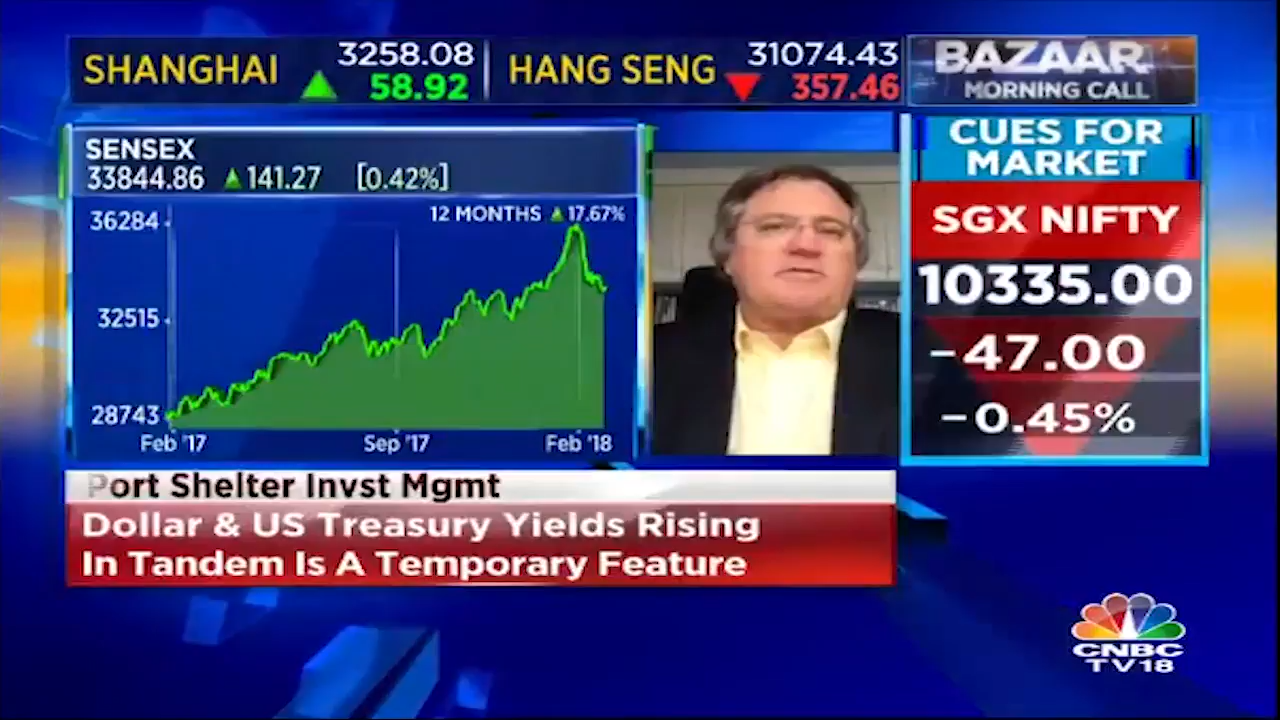 SHANGHAI 3258.08 58.92
HANG SENG 31074.43 357.46
BAZAAR
MORNING CALL
SENSEX
33844.86 141.27 [0.42%]
12 MONTHS 17.67%
36284
32515
28743
Feb '17 Sep '17 Feb '18
CUES FOR
MARKET
SGX NIFTY
10335.00
-47.00
-0.45%
Port Shelter Invst Mgmt
Dollar & US Treasury Yields Rising
In Tandem Is A Temporary Feature
CNBC
TV18